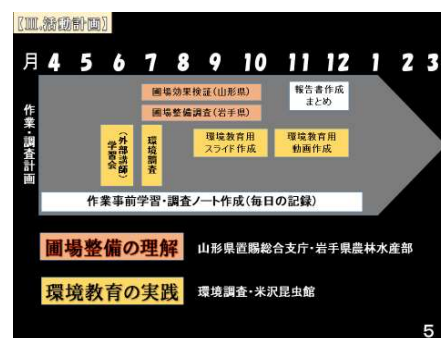 【Ⅲ.活動計画】
月 4 5 6 7 8 9 10 11 12 1 2 3
作業・調査計画
圃場効果検証(山形県)
圃場整備調査(岩手県)
報告書作成
まとめ
(外部講師)
学習会
環境調査
環境教育用
スライド作成
環境教育用
動画作成
作業事前学習・調査ノート作成(毎日の記録)
圃場整備の理解 山形県置賜総合支庁・岩手県農林水産部
環境教育の実践 環境調査・米沢昆虫館
5